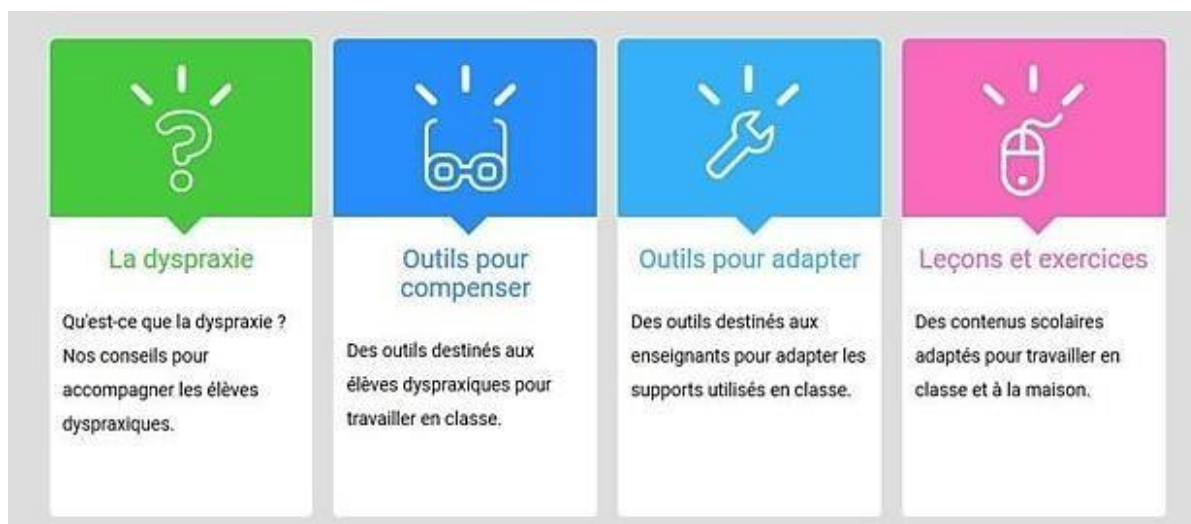 La dyspraxie
Qu'est-ce que la dyspraxie ?
Nos conseils pour
accompagner les élèves
dyspraxiques.
Outils pour
compenser
Des outils destinés aux
élèves dyspraxiques pour
travailler en classe.
Outils pour adapter
Des outils destinés aux
enseignants pour adapter les
supports utilisés en classe.
Leçons et exercices
Des contenus scolaires
adaptés pour travailler en
classe et à la maison.